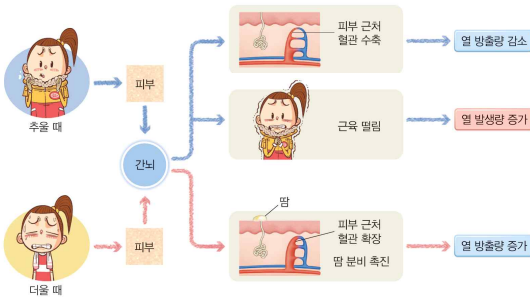 피부 근처
혈관 수축
열 방출량 감소
추울 때
피부
근육 떨림
열 발생량 증가
간뇌
땀
피부 근처
혈관 확장
땀 분비 촉진
열 방출량 증가
더울 때
피부